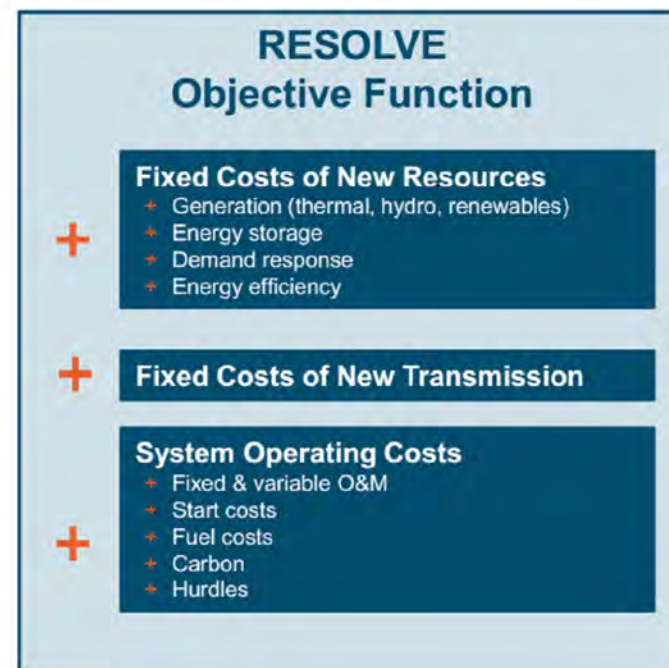 RESOLVE
Objective Function
+ Fixed Costs of New Resources
+ Generation (thermal, hydro, renewables)
+ Energy storage
+ Demand response
+ Energy efficiency
+ Fixed Costs of New Transmission
+ System Operating Costs
+ Fixed & variable O&M
+ Start costs
+ Fuel costs
+ Carbon
+ Hurdles